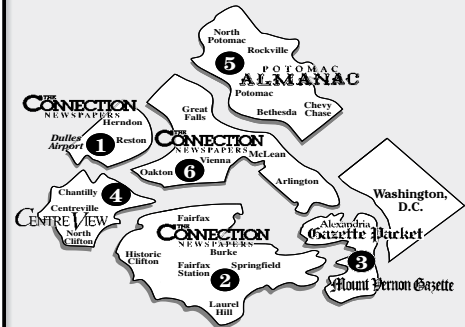 North
Potomac
Rockville
5
POTOMAC
ALMANAC
Potomac
Bethesda
Chevy
Chase
THE
CONNECTION
NEWSPAPERS
Herndon
Dulles
Airport
1
Reston
Great
Falls
THE
CONNECTION
NEWSPAPERS
Vienna
McLean
Oakton
6
Arlington
Chantilly
4
Centreville
CENTRE VIEW
North
Clifton
Washington,
D.C.
Alexandria
Gazette Packet
3
Mount Vernon Gazette
Fairfax
THE
CONNECTION
NEWSPAPERS
Burke
Historic
Clifton
Fairfax
Station
Springfield
2
Laurel
Hill